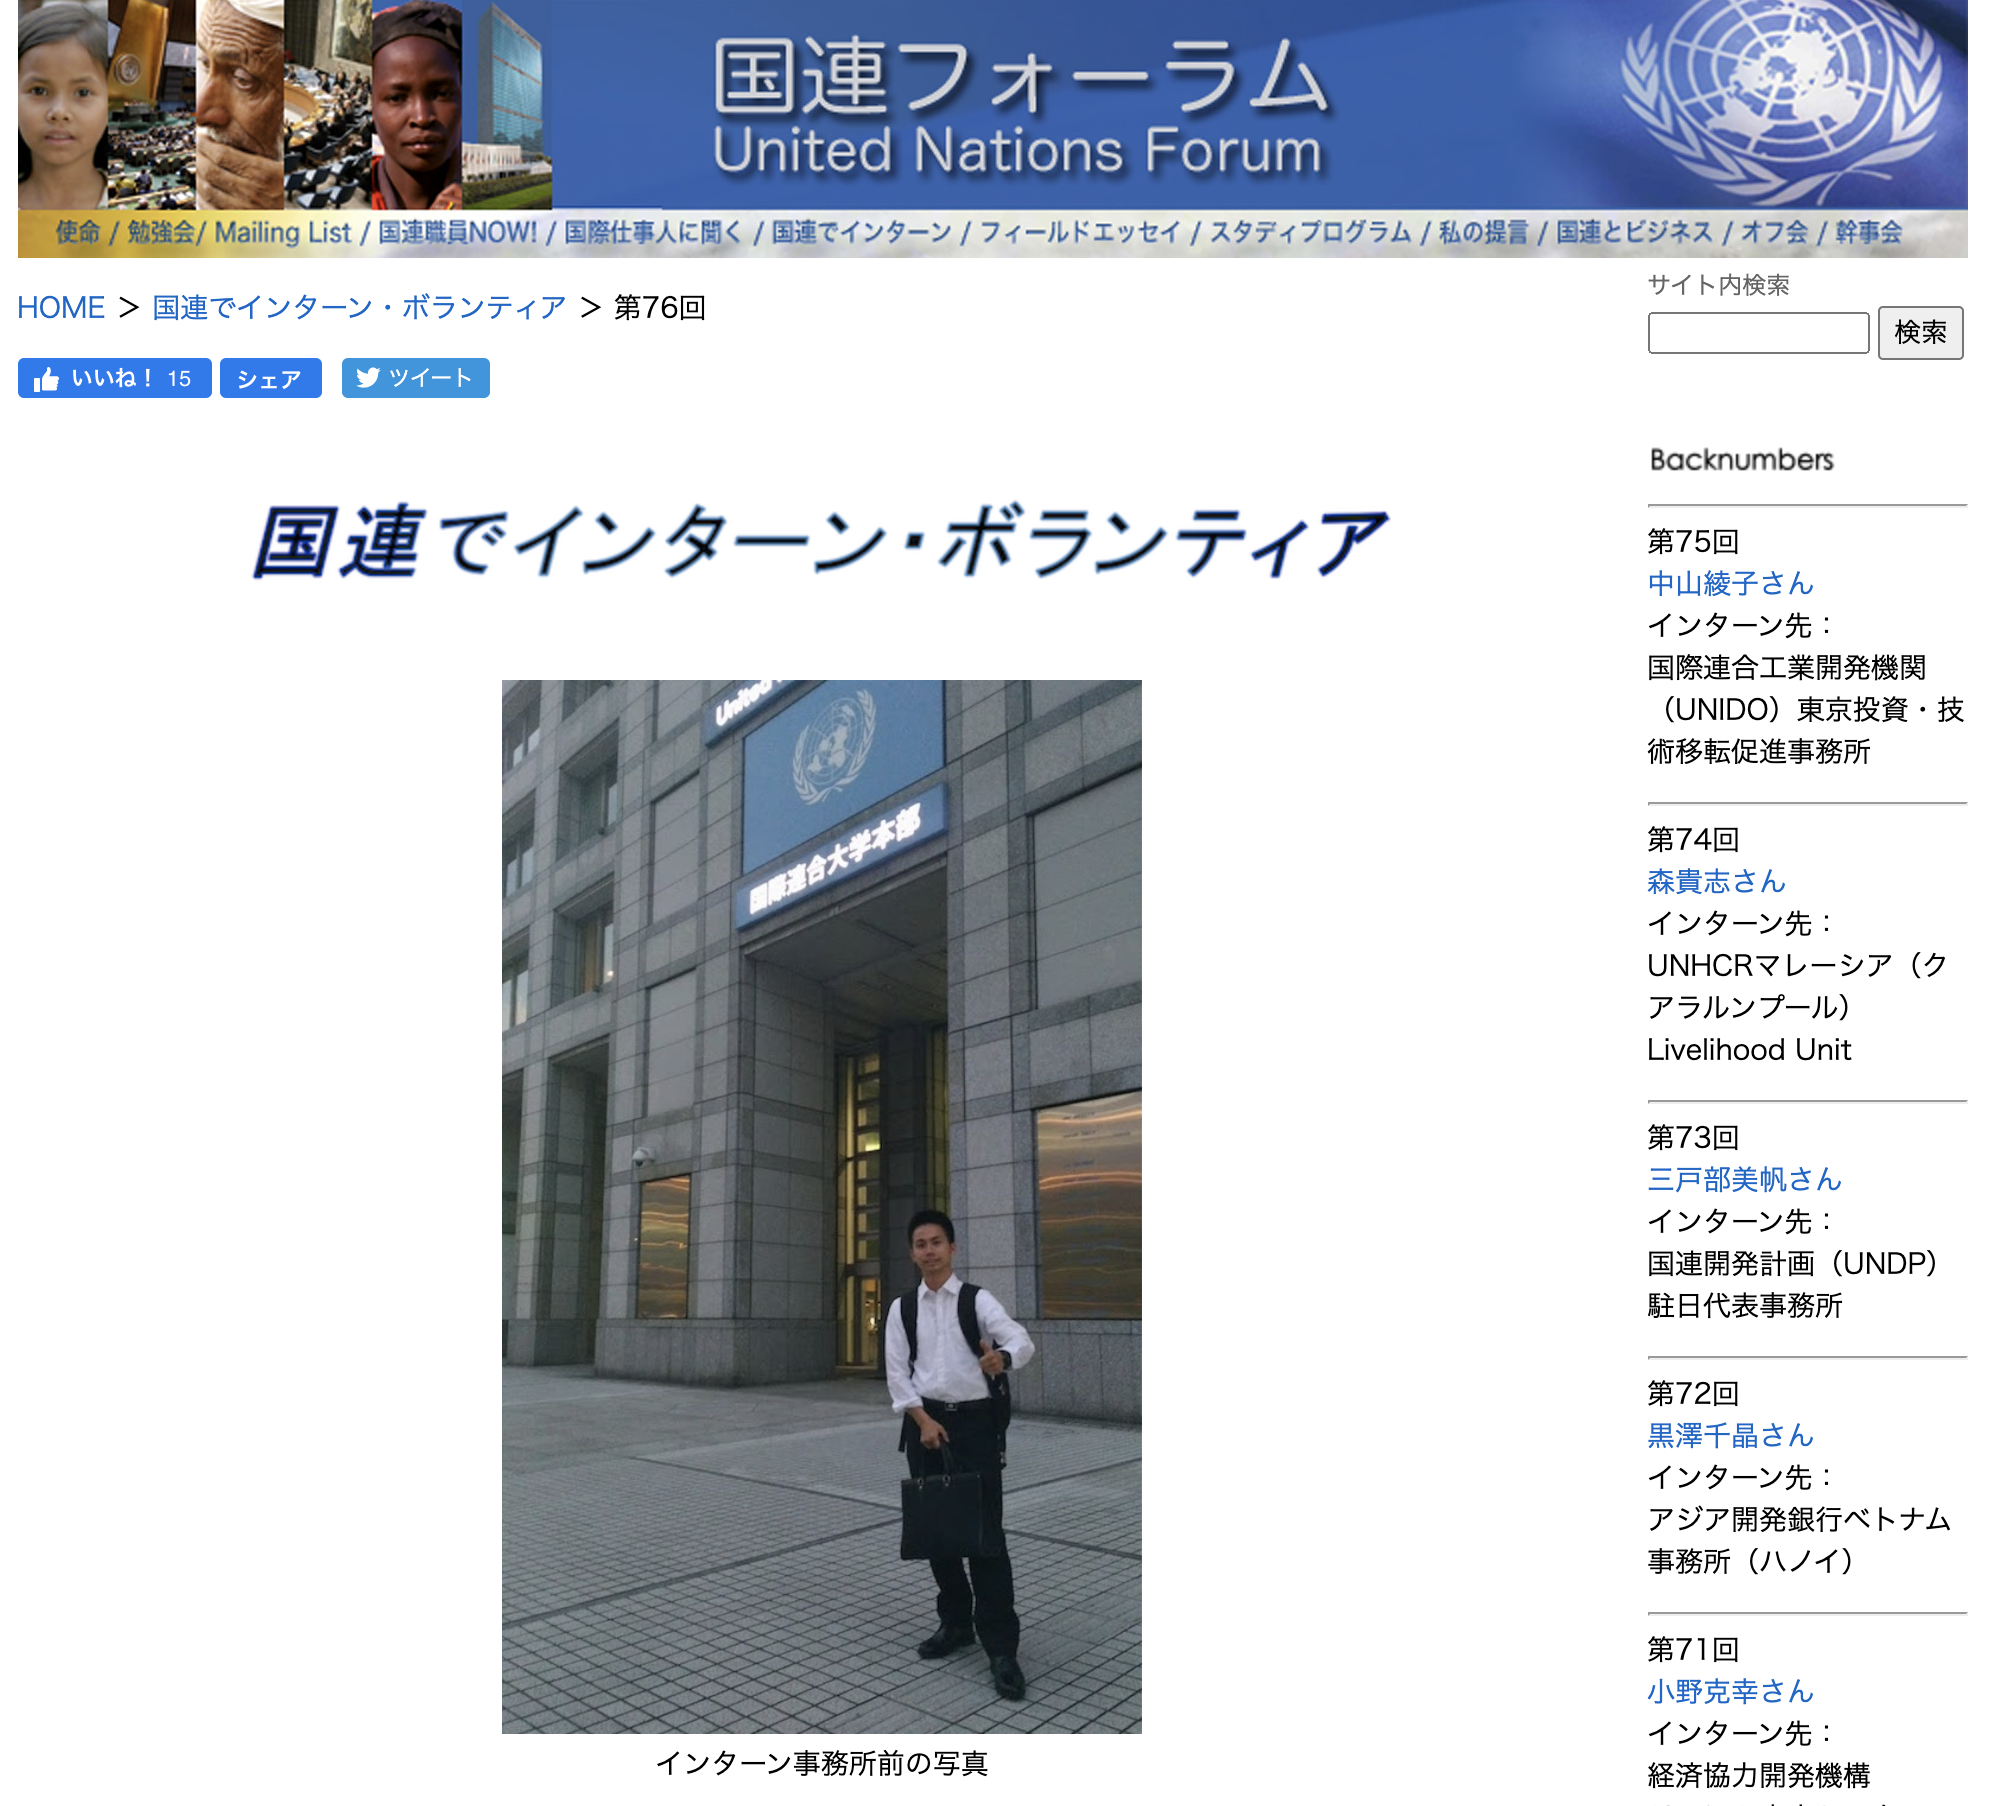 国連フォーラム
United Nations Forum
使命 / 勉強会/ Mailing List / 国連職員NOW! / 国際仕事人に聞く / 国連でインターン / フィールドエッセイ / スタディプログラム / 私の提言 / 国連とビジネス / オフ会 / 幹事会
HOME ＞ 国連でインターン・ボランティア ＞ 第76回
いいね！ 15 シェア ツイート
国連でインターン・ボランティア
United
国際連合大学本部
インターン事務所前の写真
サイト内検索
検索
Backnumbers
第75回
中山綾子さん
インターン先：
国際連合工業開発機関
（UNIDO）東京投資・技
術移転促進事務所
第74回
森貴志さん
インターン先：
UNHCRマレーシア（ク
アラルンプール）
Livelihood Unit
第73回
三戸部美帆さん
インターン先：
国連開発計画（UNDP）
駐日代表事務所
第72回
黒澤千晶さん
インターン先：
アジア開発銀行ベトナム
事務所（ハノイ）
第71回
小野克幸さん
インターン先：
経済協力開発機構